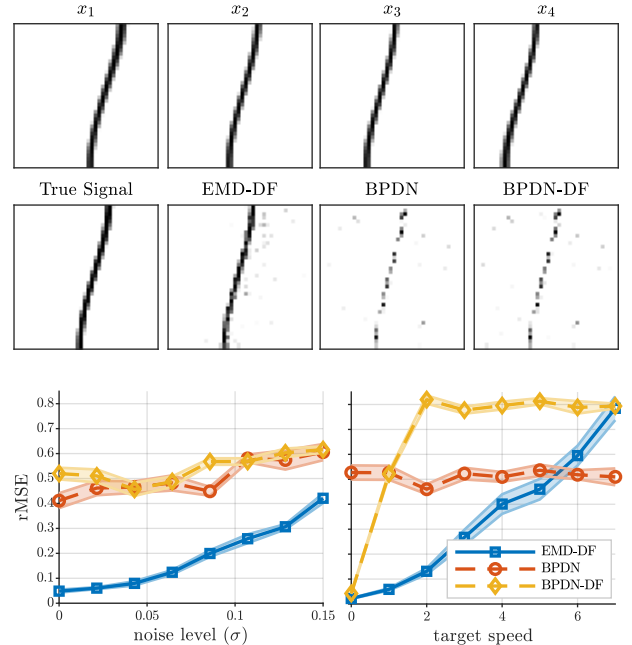 x₁ x₂ x₃ x₄
True Signal EMD-DF BPDN BPDN-DF
rMSE
0.8
0.7
0.6
0.5
0.4
0.3
0.2
0.1
0 0.05 0.1 0.15
noise level (σ)
0 2 4 6
target speed
EMD-DF
BPDN
BPDN-DF